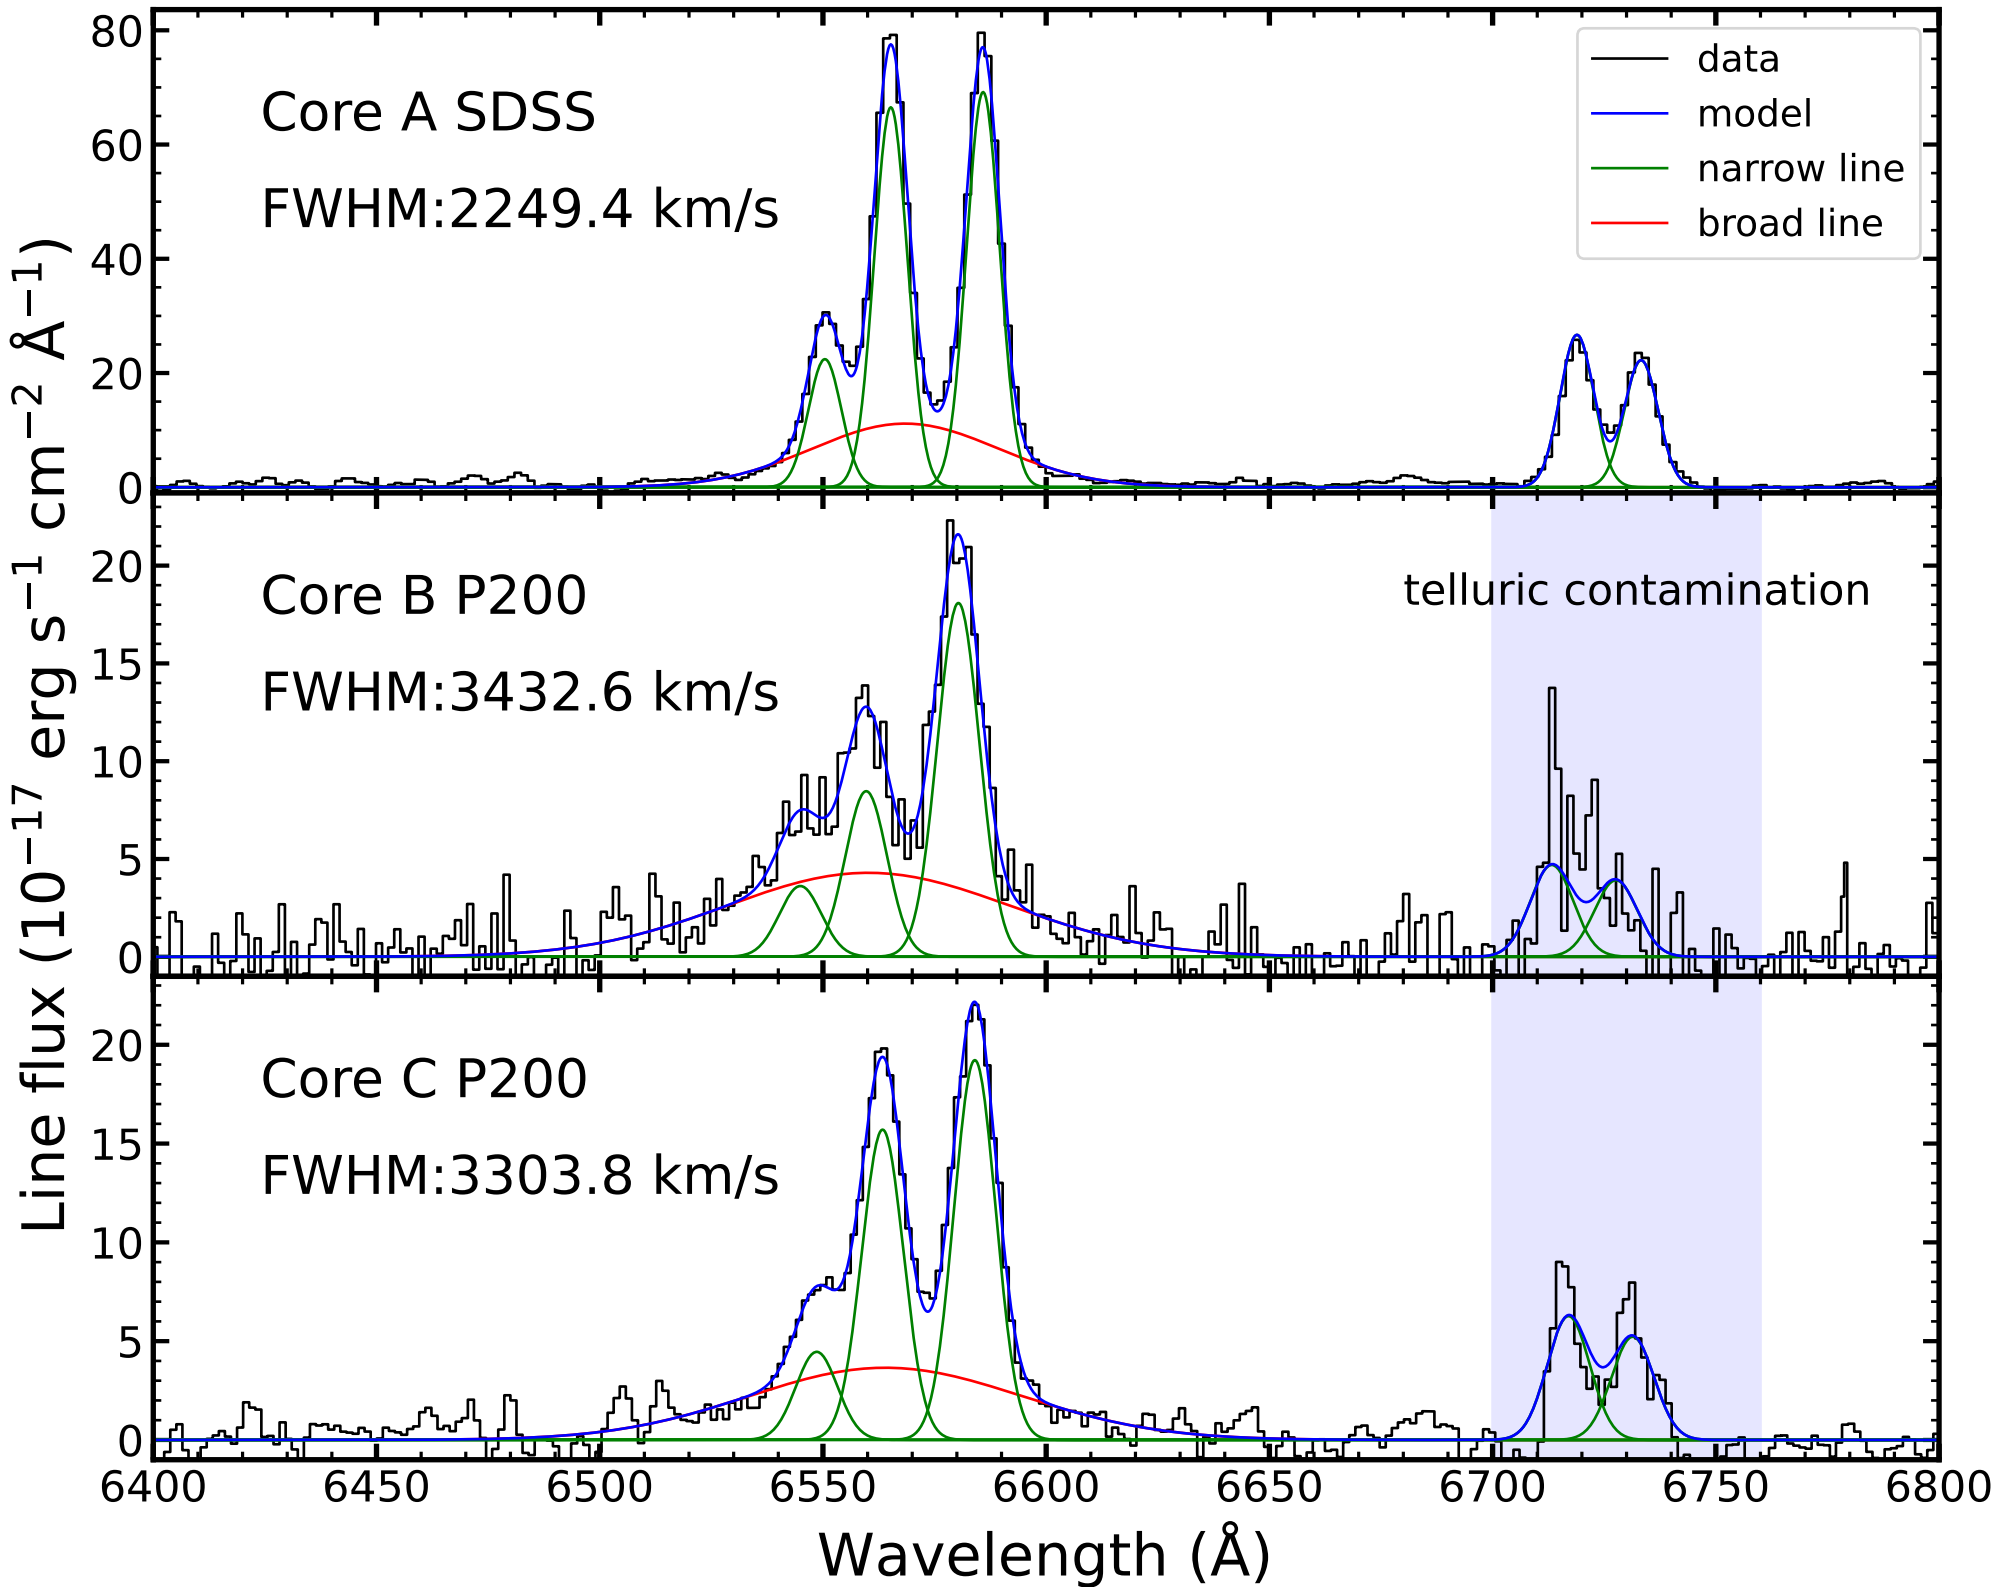 Line flux (10⁻¹⁷ erg s⁻¹ cm⁻² Å⁻¹)
80
60
40
20
0
Core A SDSS
FWHM:2249.4 km/s
data
model
narrow line
broad line
20
15
10
5
0
Core B P200
FWHM:3432.6 km/s
telluric contamination
20
15
10
5
0
Core C P200
FWHM:3303.8 km/s
6400 6450 6500 6550 6600 6650 6700 6750 6800
Wavelength (Å)